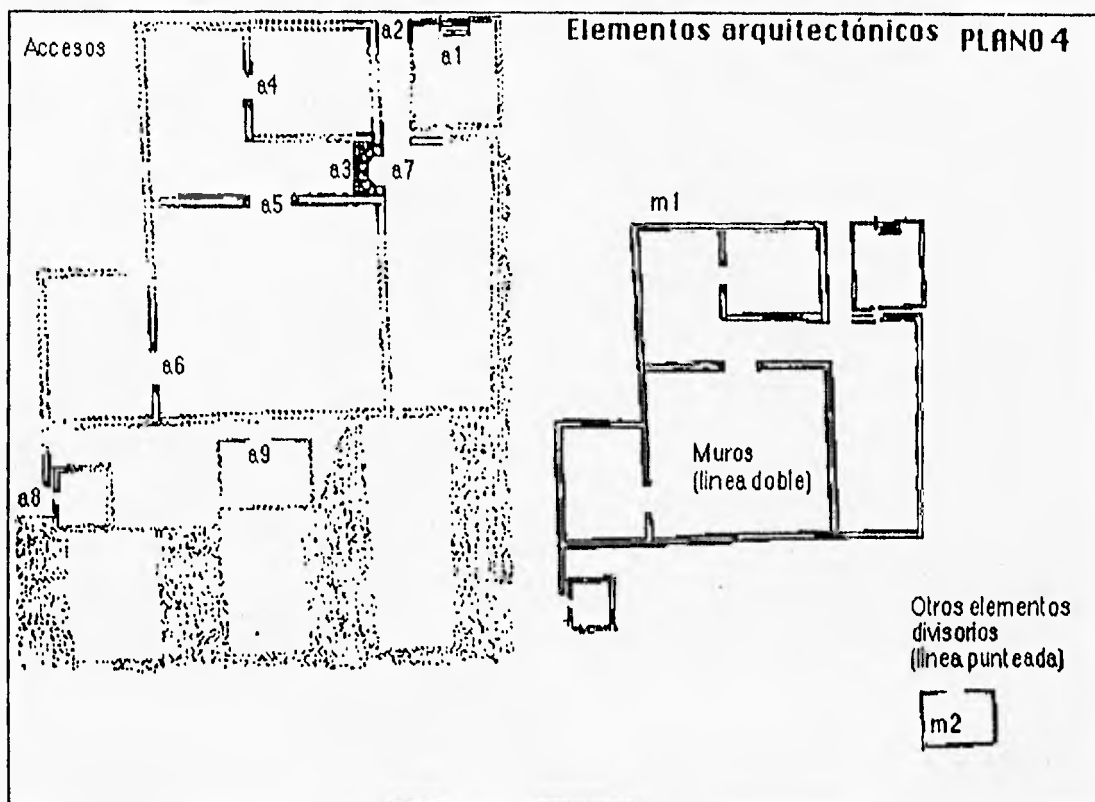 Elementos arquitectónicos PLANO 4
Accesos
a2
a1
a4
a3
a7
a5
a6
a9
a8
m1
Muros
(linea doble)
Otros elementos
divisorios
(linea punteada)
m2